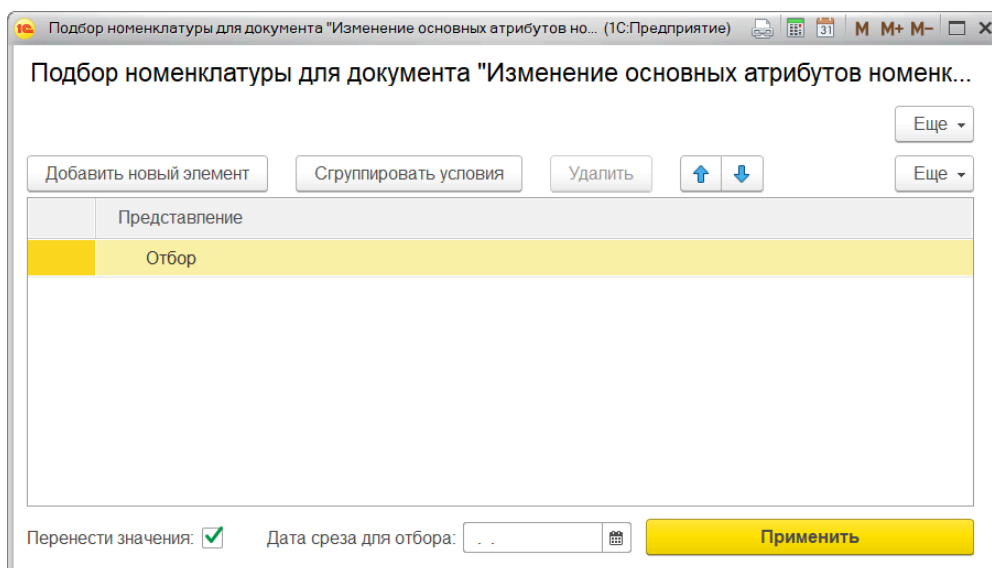 1С Подбор номенклатуры для документа "Изменение основных атрибутов но... (1С:Предприятие) 31 M M+ M−
Подбор номенклатуры для документа "Изменение основных атрибутов номенк...
Еще
Добавить новый элемент Сгруппировать условия Удалить Еще
Представление
Отбор
Перенести значения: Дата среза для отбора: . . Применить